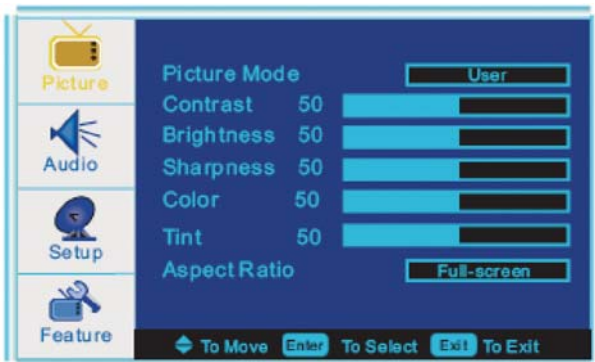 Picture
Audio
Setup
Feature
Picture Mode User
Contrast 50
Brightness 50
Sharpness 50
Color 50
Tint 50
Aspect Ratio Full-screen
To Move Enter To Select Exit To Exit